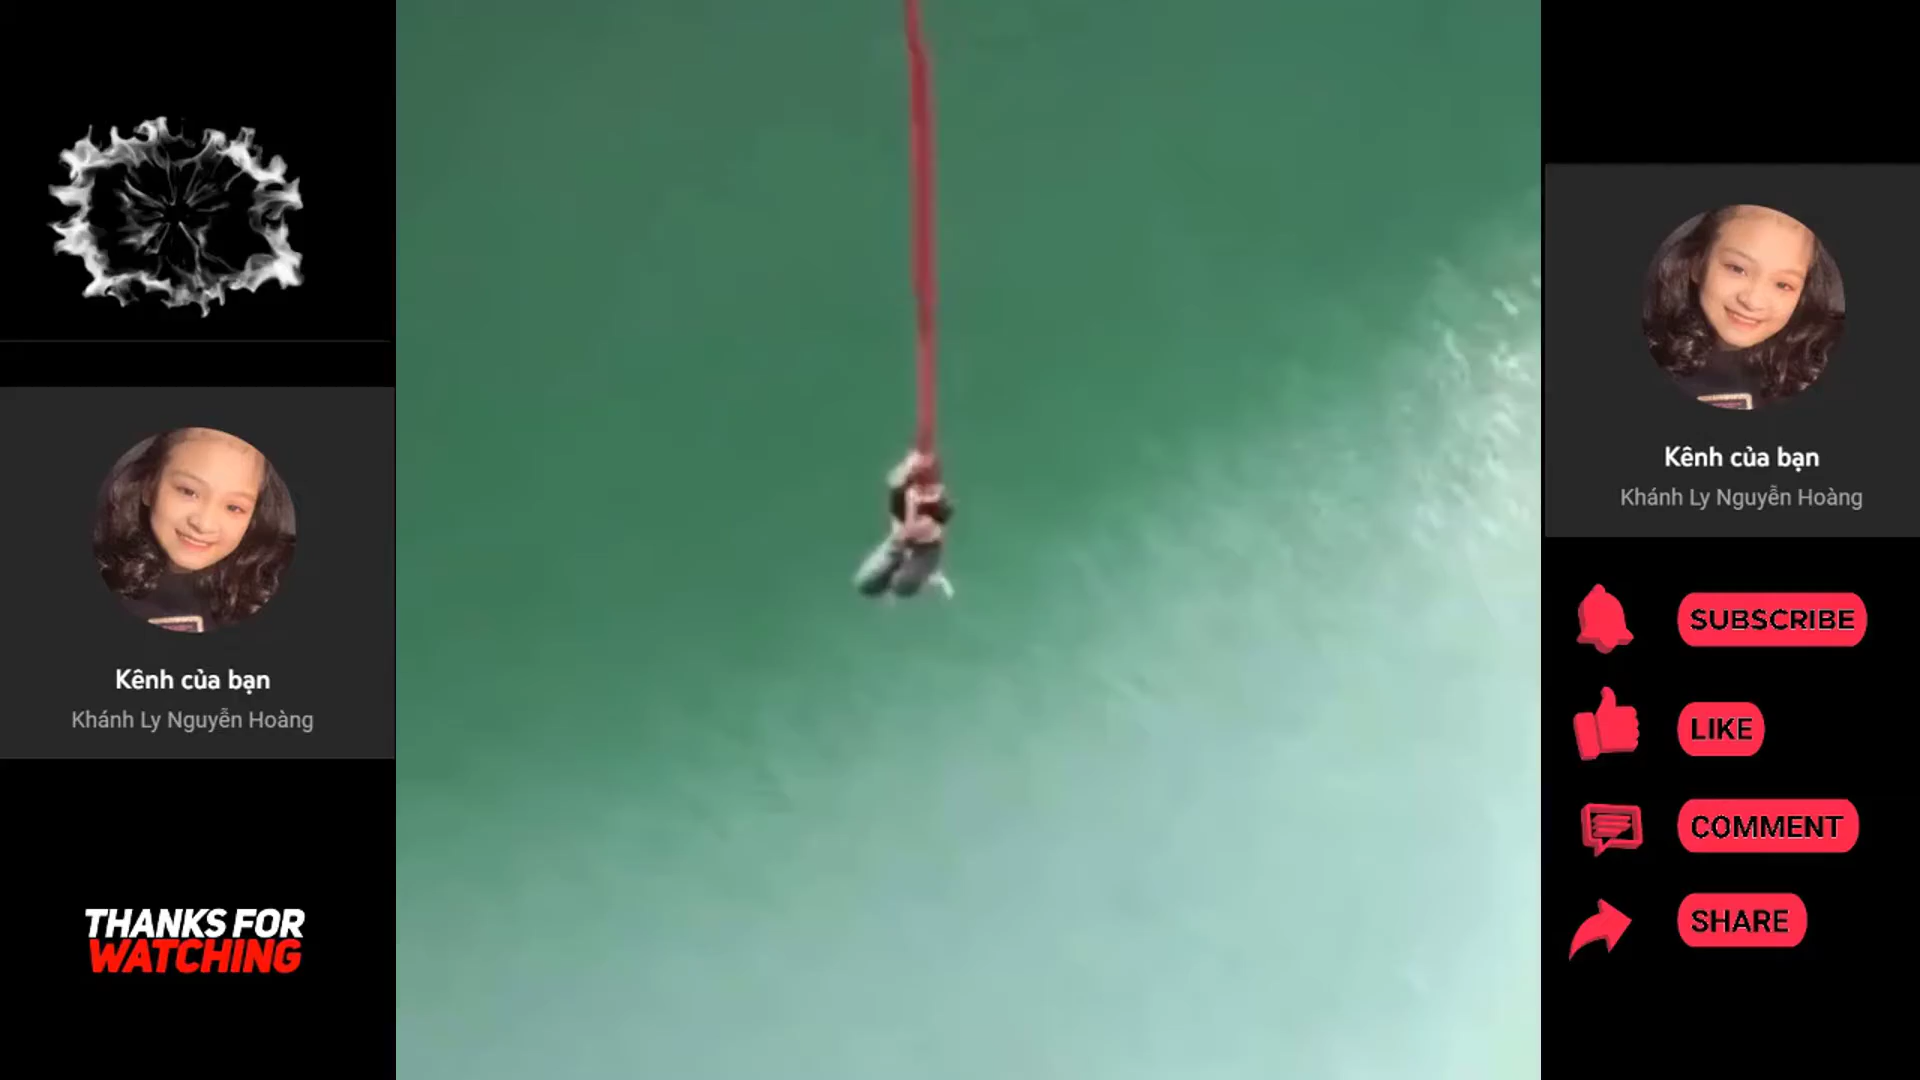 Kênh của bạn
Khánh Ly Nguyễn Hoàng
THANKS FOR
WATCHING
Kênh của bạn
Khánh Ly Nguyễn Hoàng
SUBSCRIBE
LIKE
COMMENT
SHARE